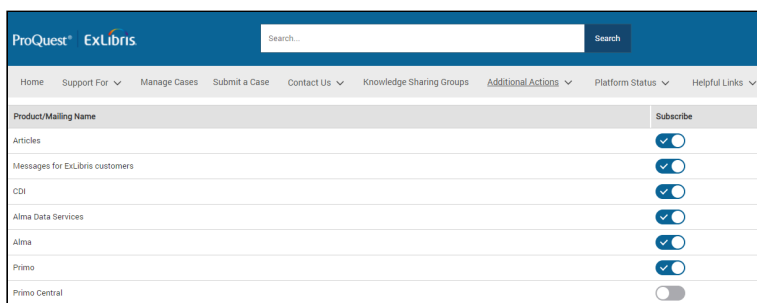 ProQuest® ExLibris
Search... Search
Home Support For Manage Cases Submit a Case Contact Us Knowledge Sharing Groups Additional Actions Platform Status Helpful Links
Product/Mailing Name Subscribe
Articles
Messages for ExLibris customers
CDI
Alma Data Services
Alma
Primo
Primo Central